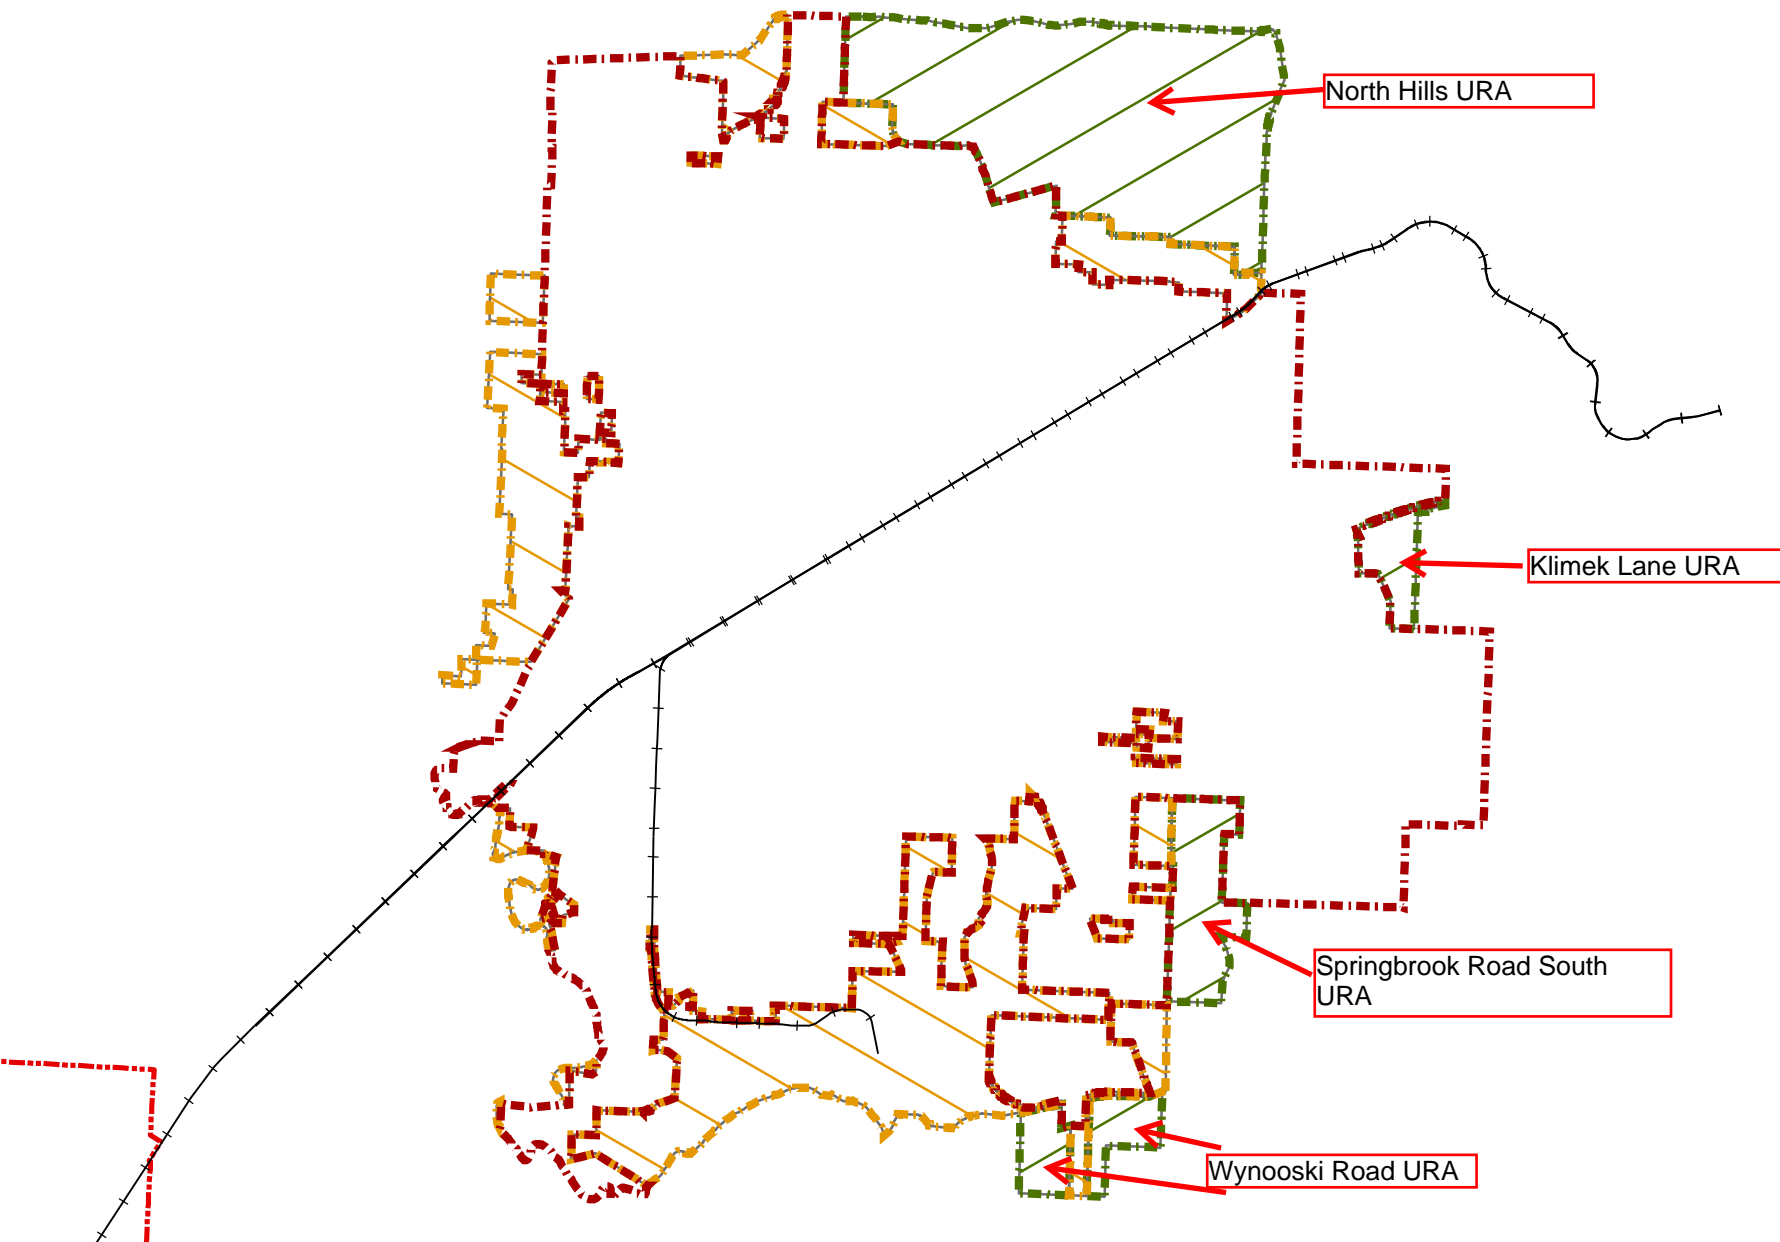 North Hills URA
Klimek Lane URA
Springbrook Road South
URA
Wynooski Road URA